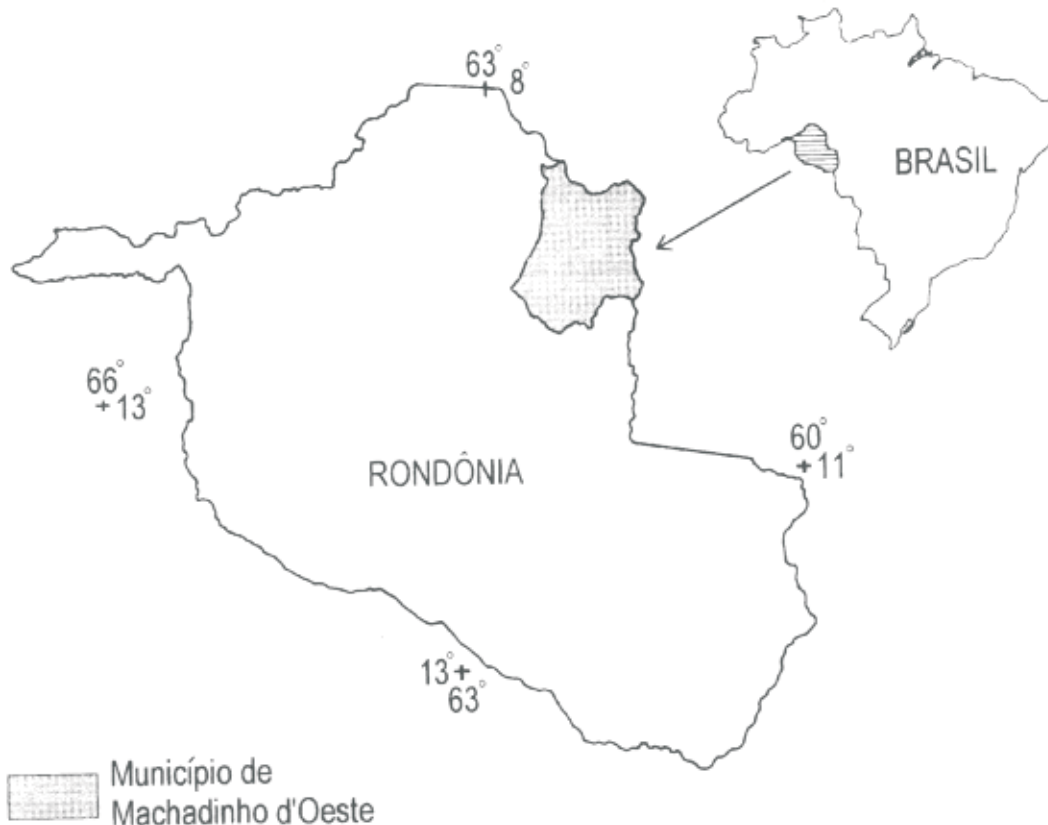 63°
8°
BRASIL
66°
+ 13°
60°
+ 11°
RONDÔNIA
13° +
63°
Município de
Machadinho d'Oeste